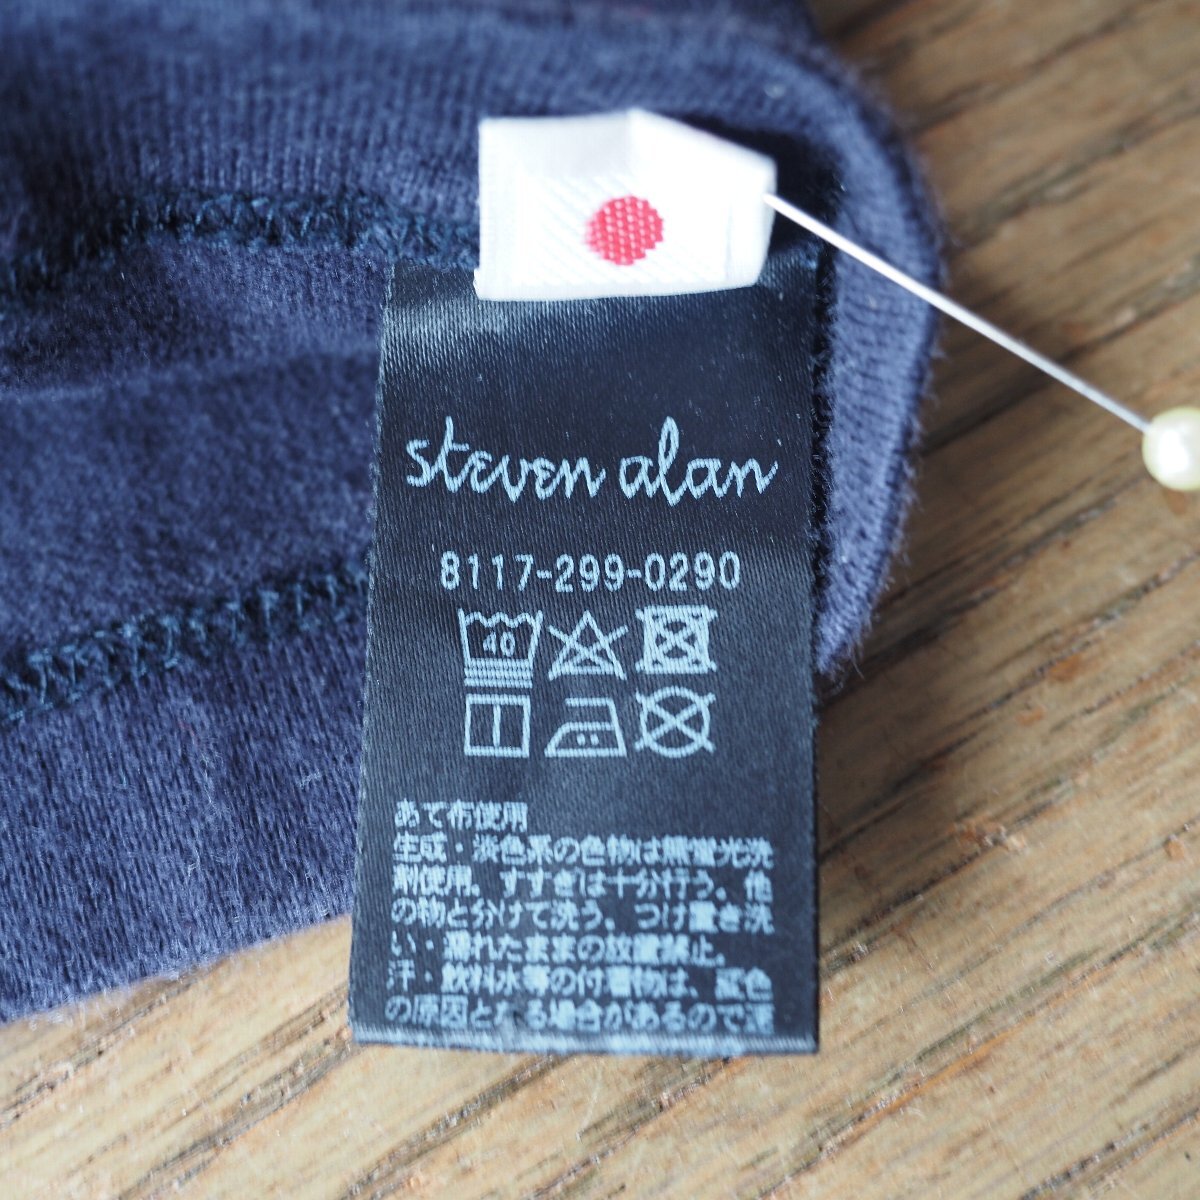 steven alan
8117-299-0290
40
あて布使用
生成・淡色系の色物は無蛍光洗
剤使用。すすぎは十分行う。他
の物と分けて洗う。つけ置き洗
い・濡れたままの放置禁止。
汗・飲料水等の付着物は、変色
の原因となる場合があるので速